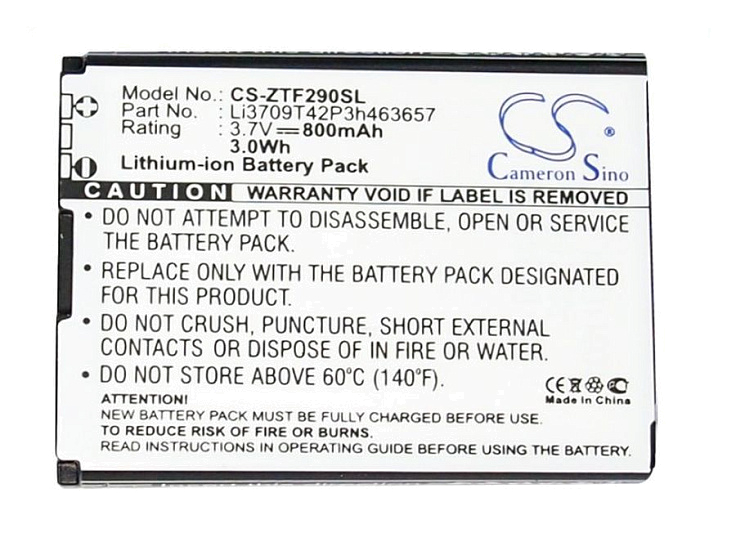 Model No.: CS-ZTF290SL
Part No.: Li3709T42P3h463657
Rating: 3.7V 800mAh
3.0Wh
Lithium-ion Battery Pack
CS
Cameron Sino
CAUTION WARRANTY VOID IF LABEL IS REMOVED
• DO NOT ATTEMPT TO DISASSEMBLE, OPEN OR SERVICE
THE BATTERY PACK.
• RECHARGE WITH THE BATTERY PACK DESIGNATED
FOR THIS PRODUCT.
• DO NOT CRUSH, PUNCTURE, SHORT EXTERNAL
CONTACTS OR DISPOSE OF IN FIRE OR WATER.
• DO NOT STORE ABOVE 60°C (140°F).
CE
Made in China
ATTENTION!
NEW BATTERY PACK MUST BE FULLY CHARGED BEFORE USE
TO REDUCE RISK OF FIRE OR BURNS.
READ INSTRUCTIONS IN OPERATING GUIDE BEFORE USING THE BATTERY.